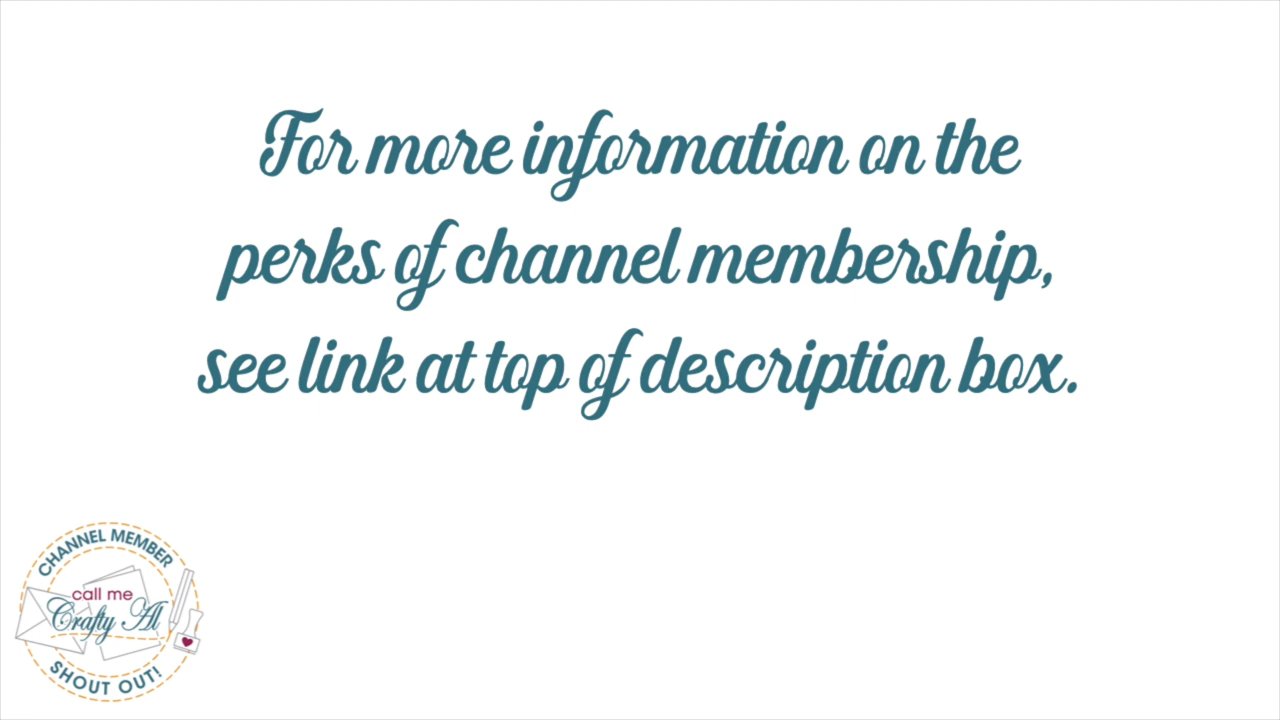 For more information on the
perks of channel membership,
see link at top of description box.
CHANNEL MEMBER
call me
Crafty Al
SHOUT OUT!